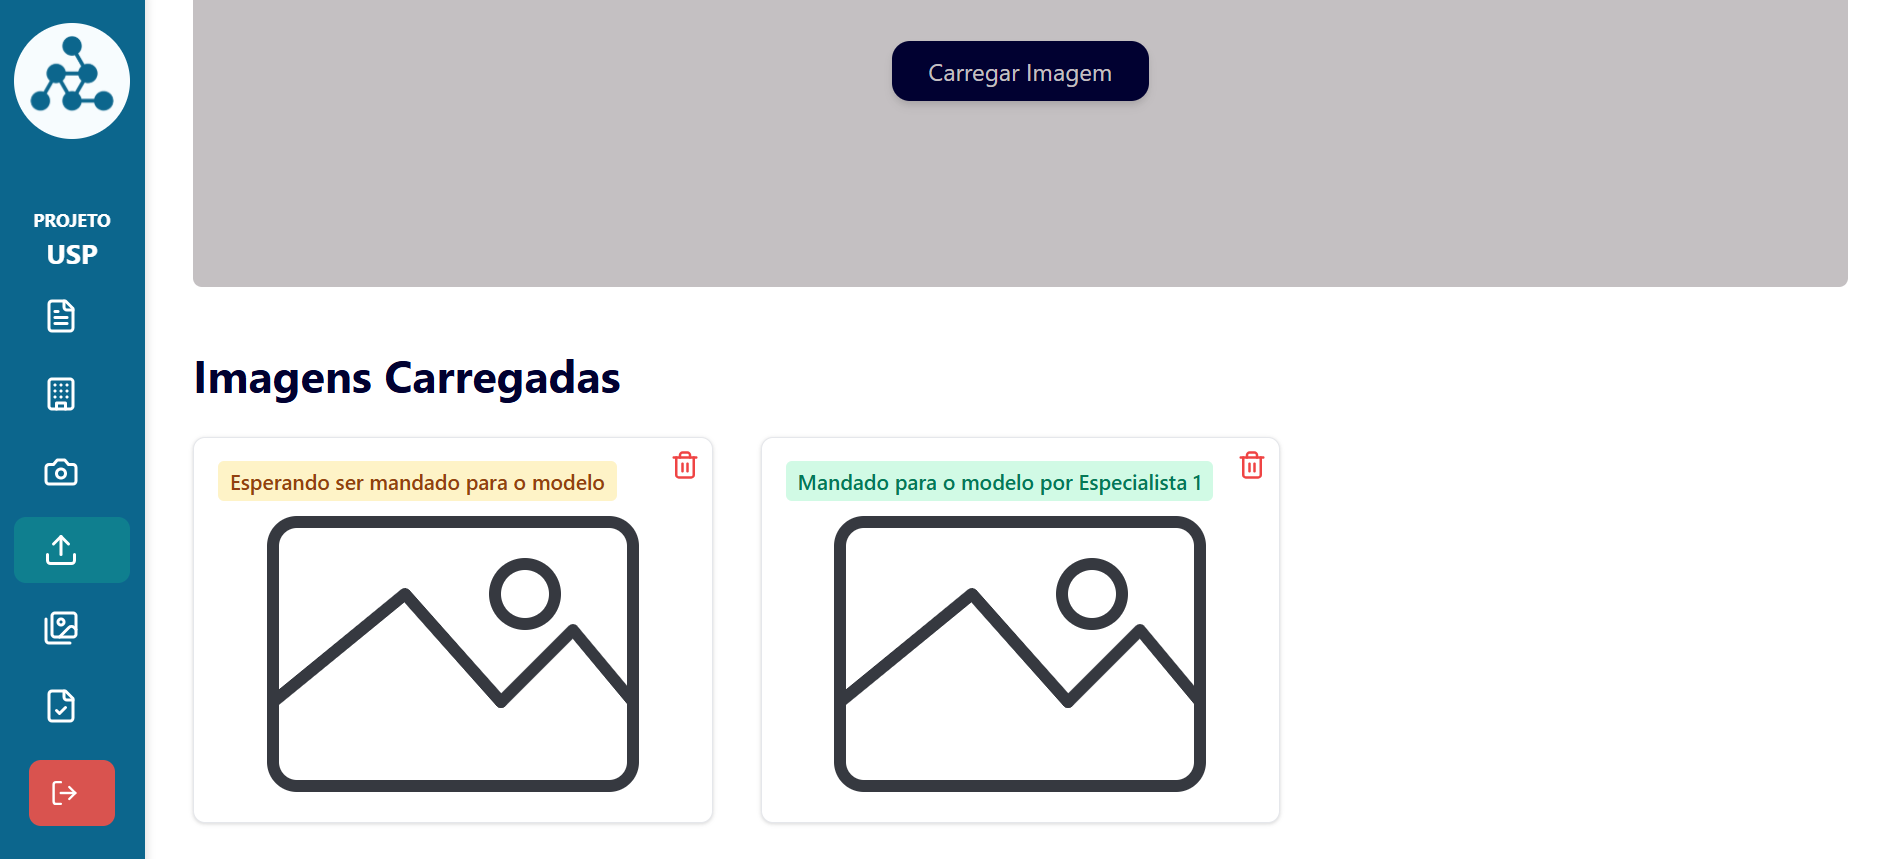 Carregar Imagem
PROJETO
USP
Imagens Carregadas
Esperando ser mandado para o modelo
Mandado para o modelo por Especialista 1